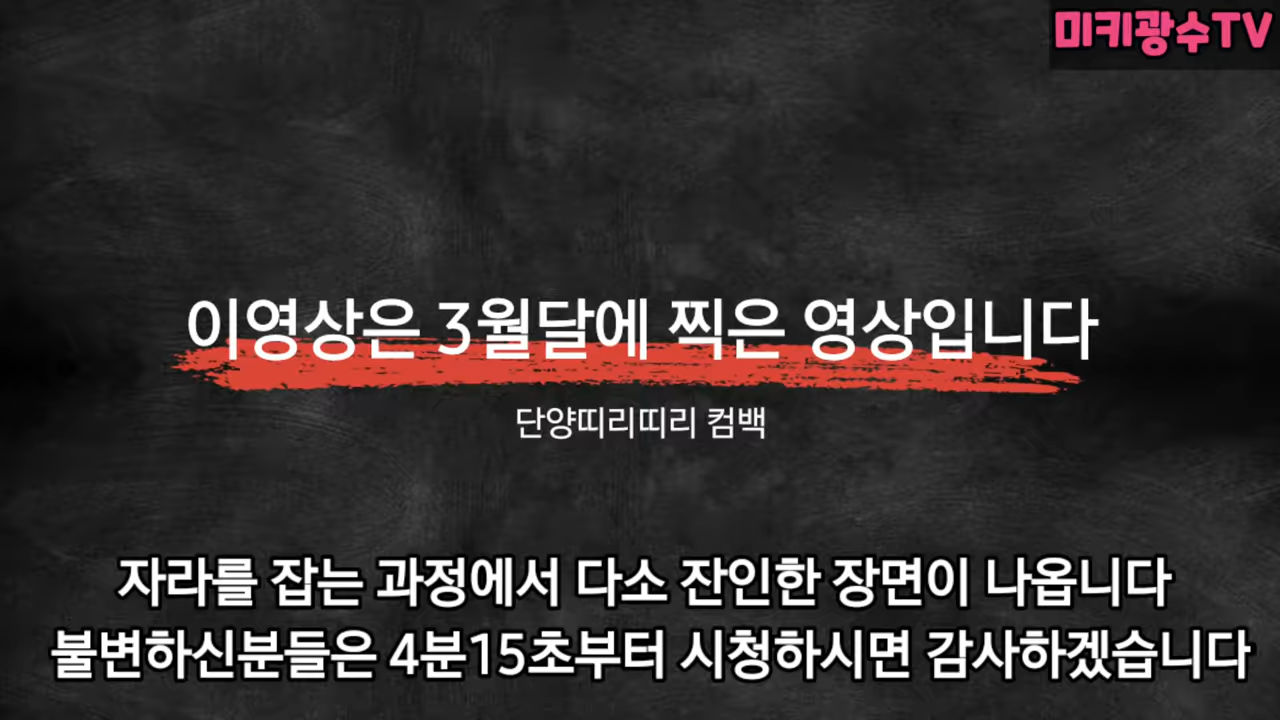 미키광수TV
이영상은 3월달에 찍은 영상입니다
단양띠리띠리 컴백
자라를 잡는 과정에서 다소 잔인한 장면이 나옵니다
불변하신분들은 4분15초부터 시청하시면 감사하겠습니다